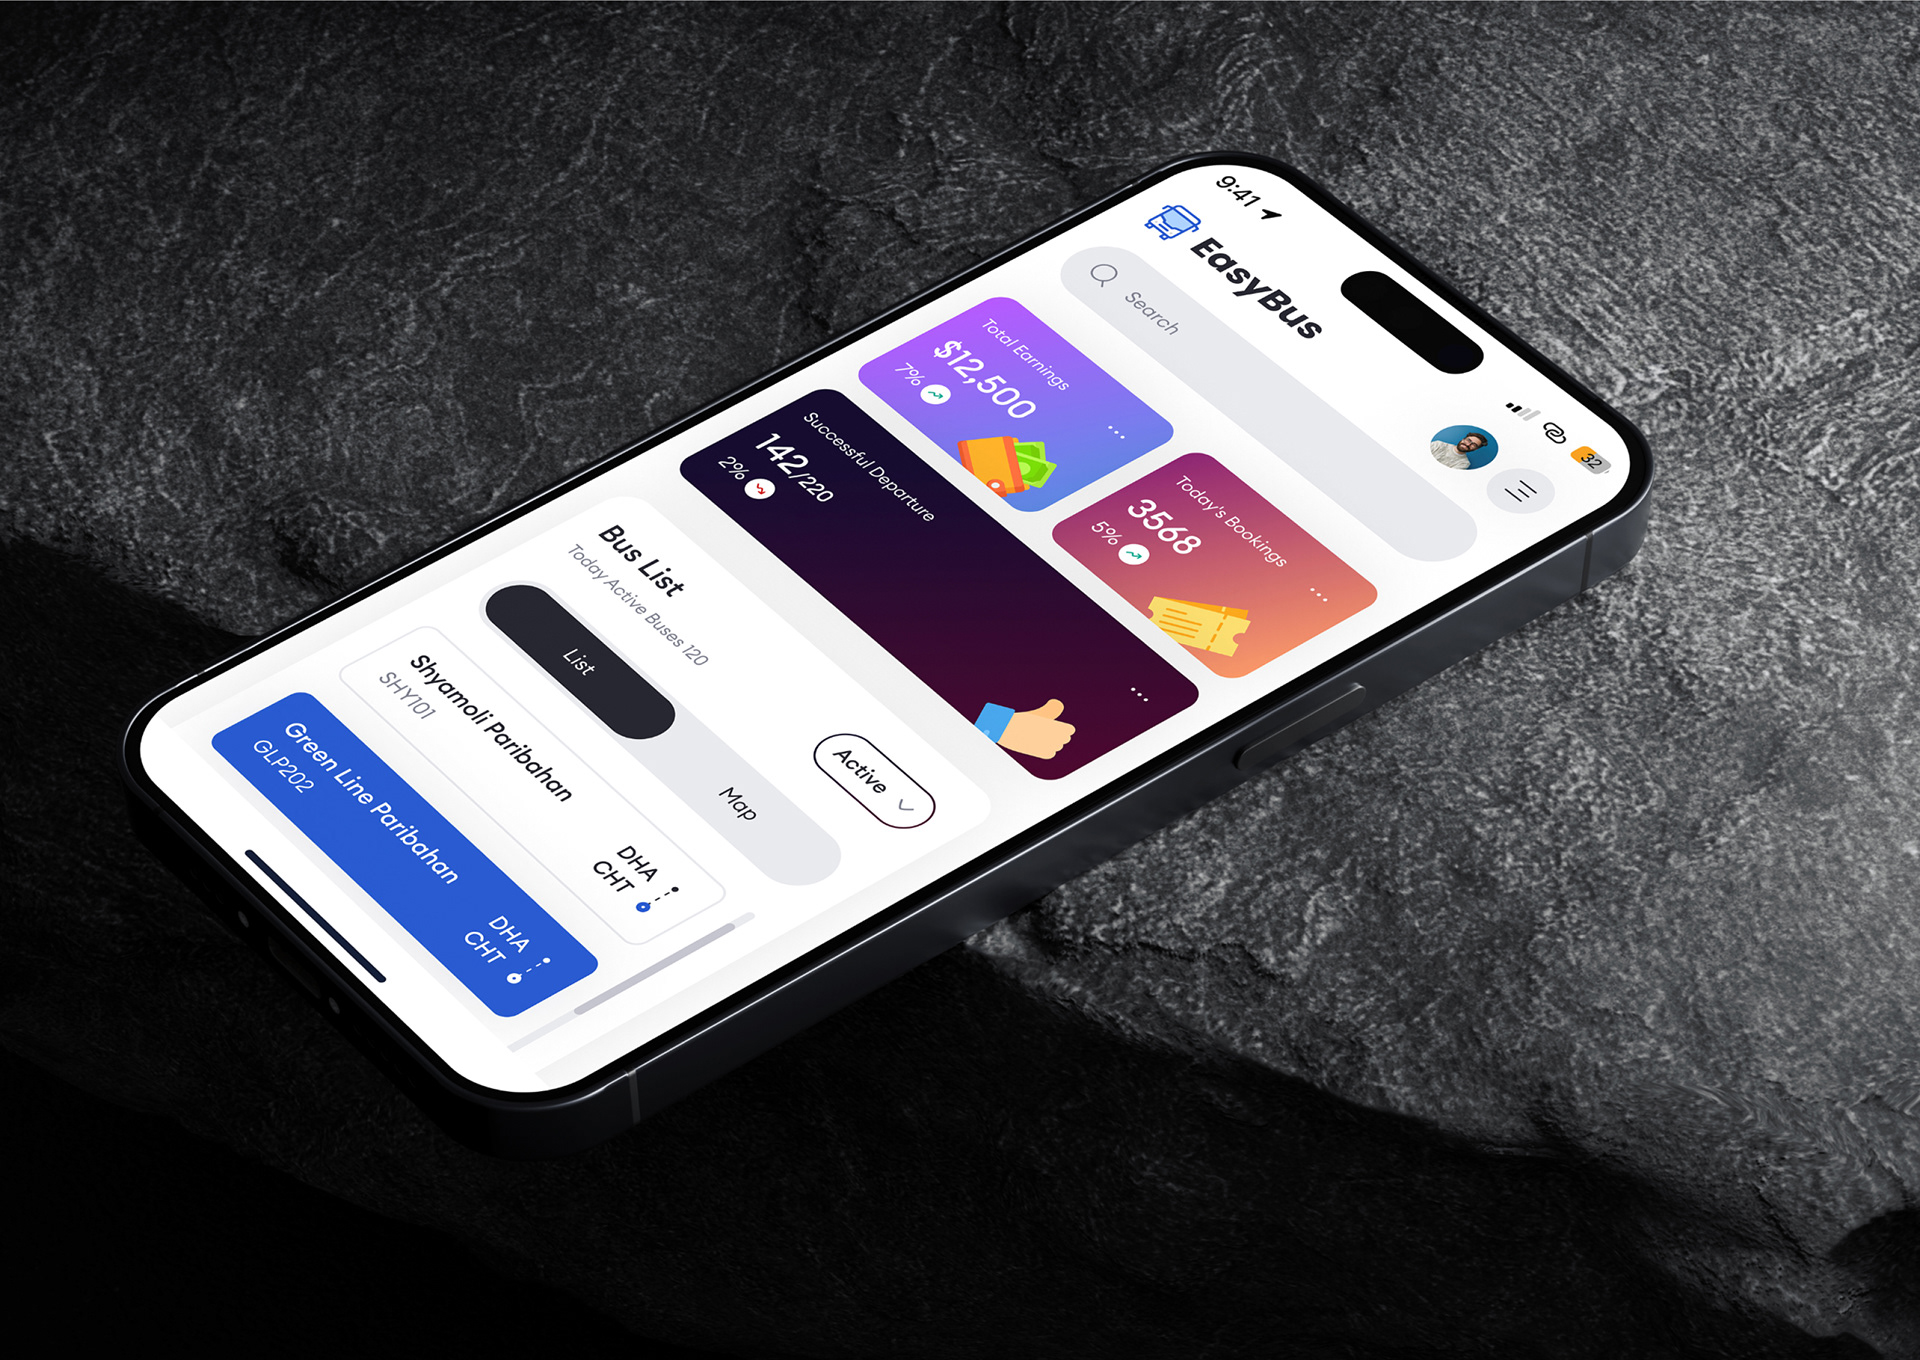 9:41
32
EasyBus
Search
Total Earnings
$12,500
7%
Today's Bookings
3568
5%
Successful Departure
142/220
2%
Bus List
Today Active Buses 120
Active
List
Map
Shyamoli Paribahan
SHY101
DHA
CHT
Green Line Paribahan
GLP202
DHA
CHT